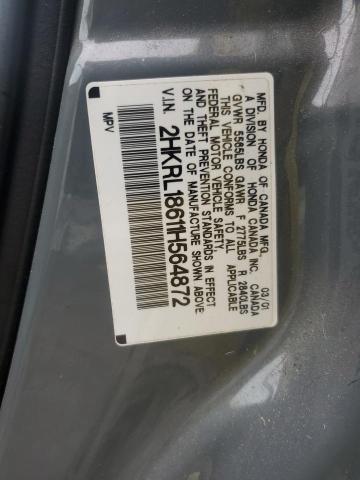 MFD. BY HONDA OF CANADA MFG. 03/01
A DIVISION OF HONDA CANADA INC. CANADA
GVWR 5565LBS GAWR F 2775LBS R 2840LBS
THIS VEHICLE CONFORMS TO ALL APPLICABLE
FEDERAL MOTOR VEHICLE SAFETY
AND THEFT PREVENTION STANDARDS IN EFFECT
ON THE DATE OF MANUFACTURE SHOWN ABOVE.
V.I.N. 2HKRL18611H564872
MPV